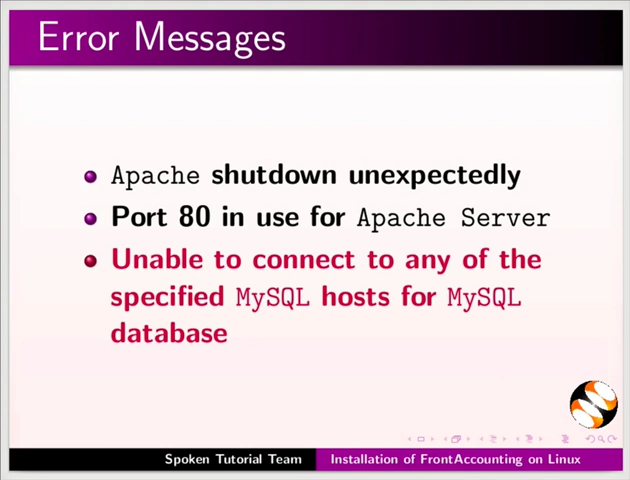 Error Messages
Apache shutdown unexpectedly
Port 80 in use for Apache Server
Unable to connect to any of the
specified MySQL hosts for MySQL
database
Spoken Tutorial Team
Installation of FrontAccounting on Linux